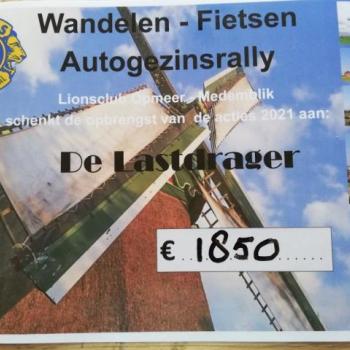 Wandelen - Fietsen
Autogezinsrally
Lionsclub Opmeer - Medemblik
schenkt de opbrengst van de acties 2021 aan:
De Lastdrager
€ 1850